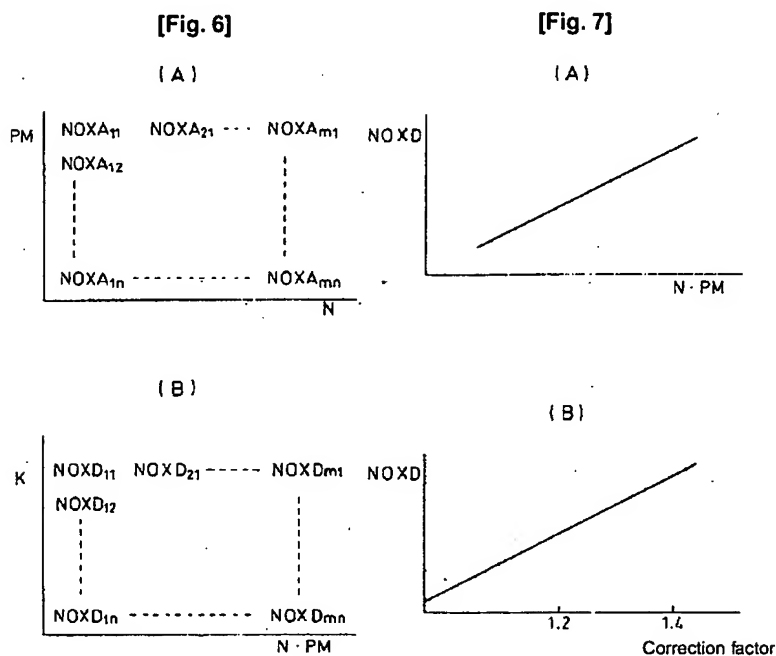 [Fig. 6]
(A)
PM
NOXA11 NOXA21 --- NOXAm1
NOXA12
NOXA1n ------- NOXAmn
N
(B)
K
NOXD11 NOXD21 ----- NOXDm1
NOXD12
NOXD1n ------- NOXDmn
N · PM
[Fig. 7]
(A)
NOXD
N · PM
(B)
NOXD
1.2 1.4
Correction factor